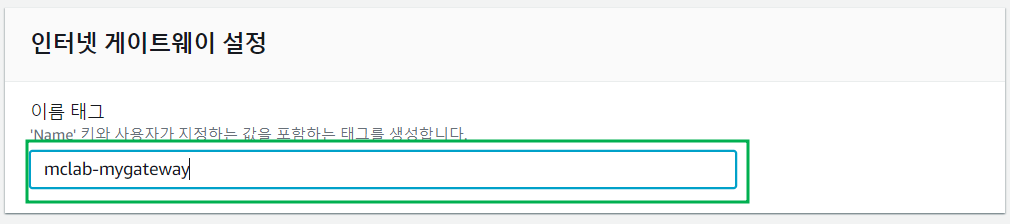 인터넷 게이트웨이 설정
이름 태그
'Name' 키와 사용자가 지정하는 값을 포함하는 태그를 생성합니다.
mclab-mygateway